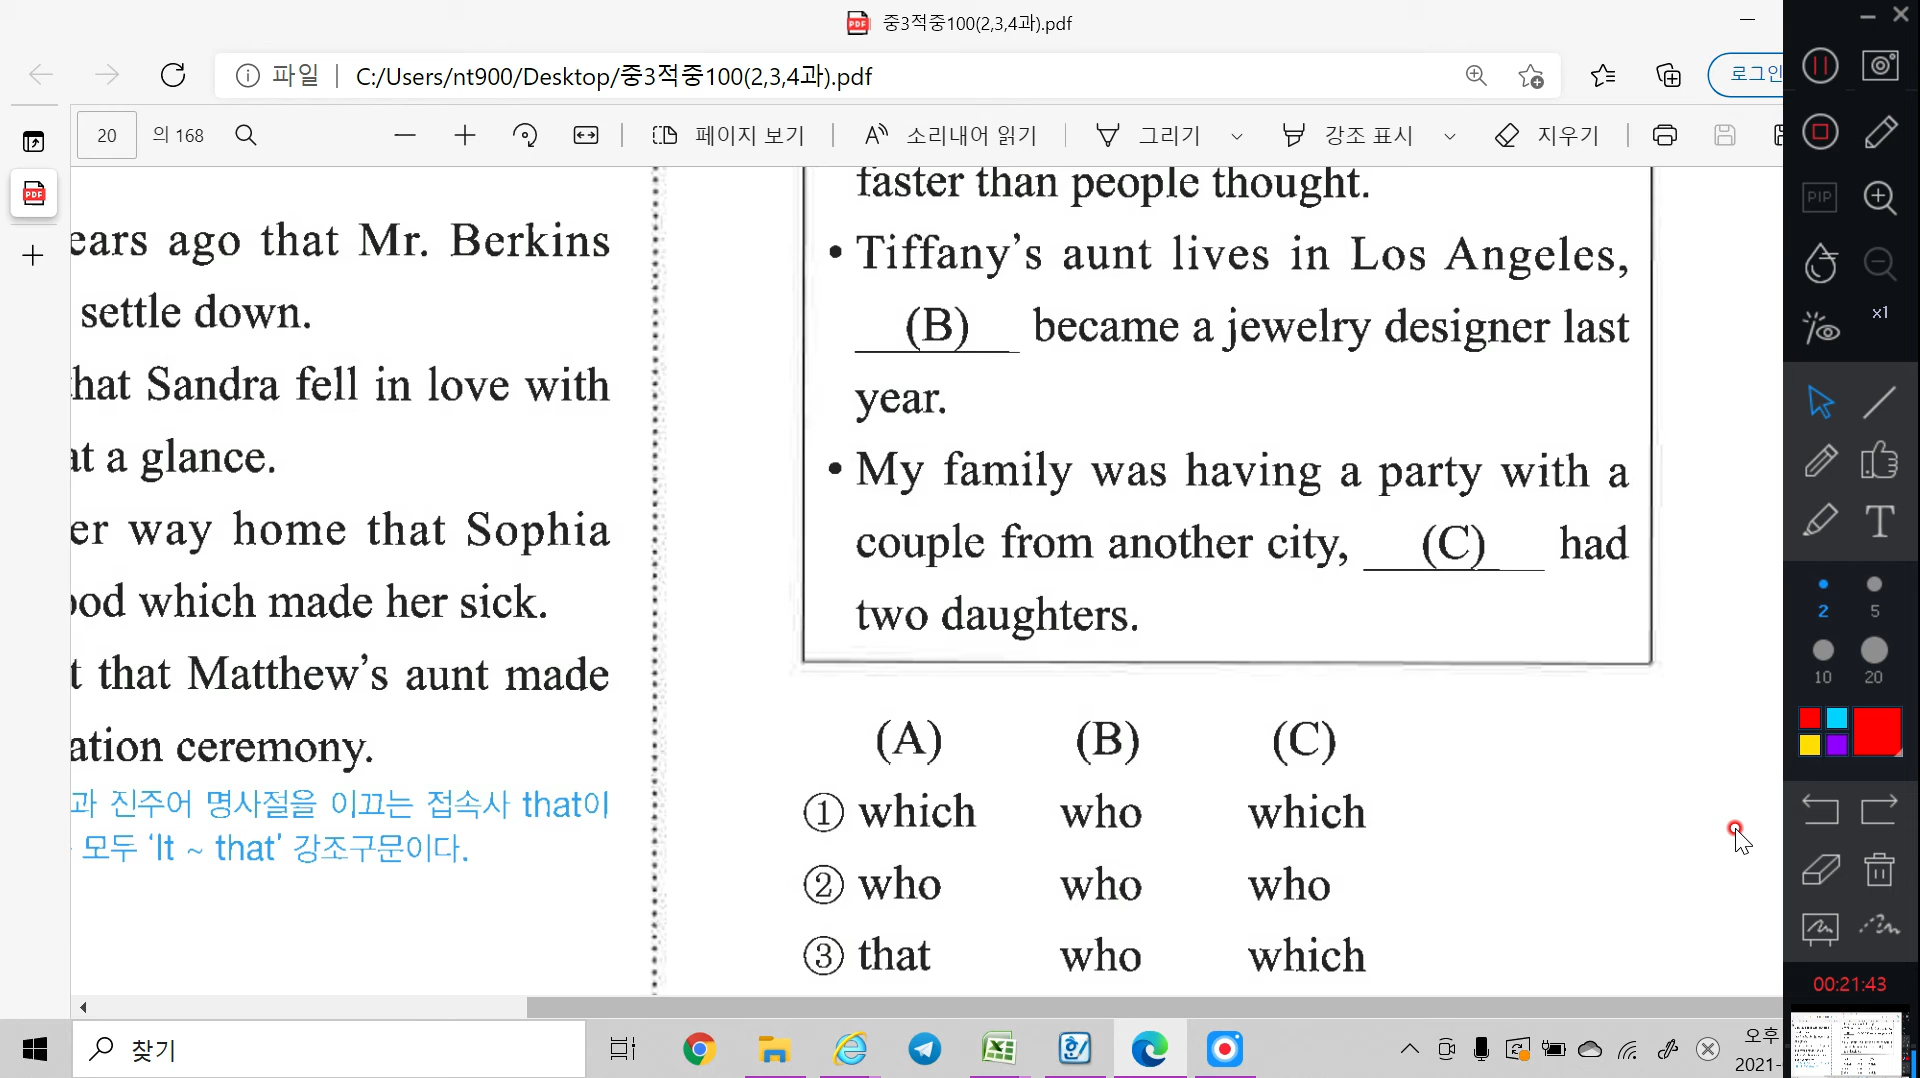 중3적중100(2,3,4과).pdf
파일 C:/Users/nt900/Desktop/중3적중100(2,3,4과).pdf
로그인
20 의 168 페이지 보기 소리내어 읽기 그리기 강조 표시 지우기
ears ago that Mr. Berkins
settle down.
that Sandra fell in love with
at a glance.
er way home that Sophia
ood which made her sick.
t that Matthew's aunt made
ation ceremony.
과 진주어 명사절을 이끄는 접속사 that이
모두 'It ~ that' 강조구문이다.
faster than people thought.
• Tiffany's aunt lives in Los Angeles,
(B) became a jewelry designer last
year.
• My family was having a party with a
couple from another city, (C) had
two daughters.
(A) (B) (C)
① which who which
② who who who
③ that who which
PIP
x1
T
2 5
10 20
00:21:43
찾기
오후
2021-